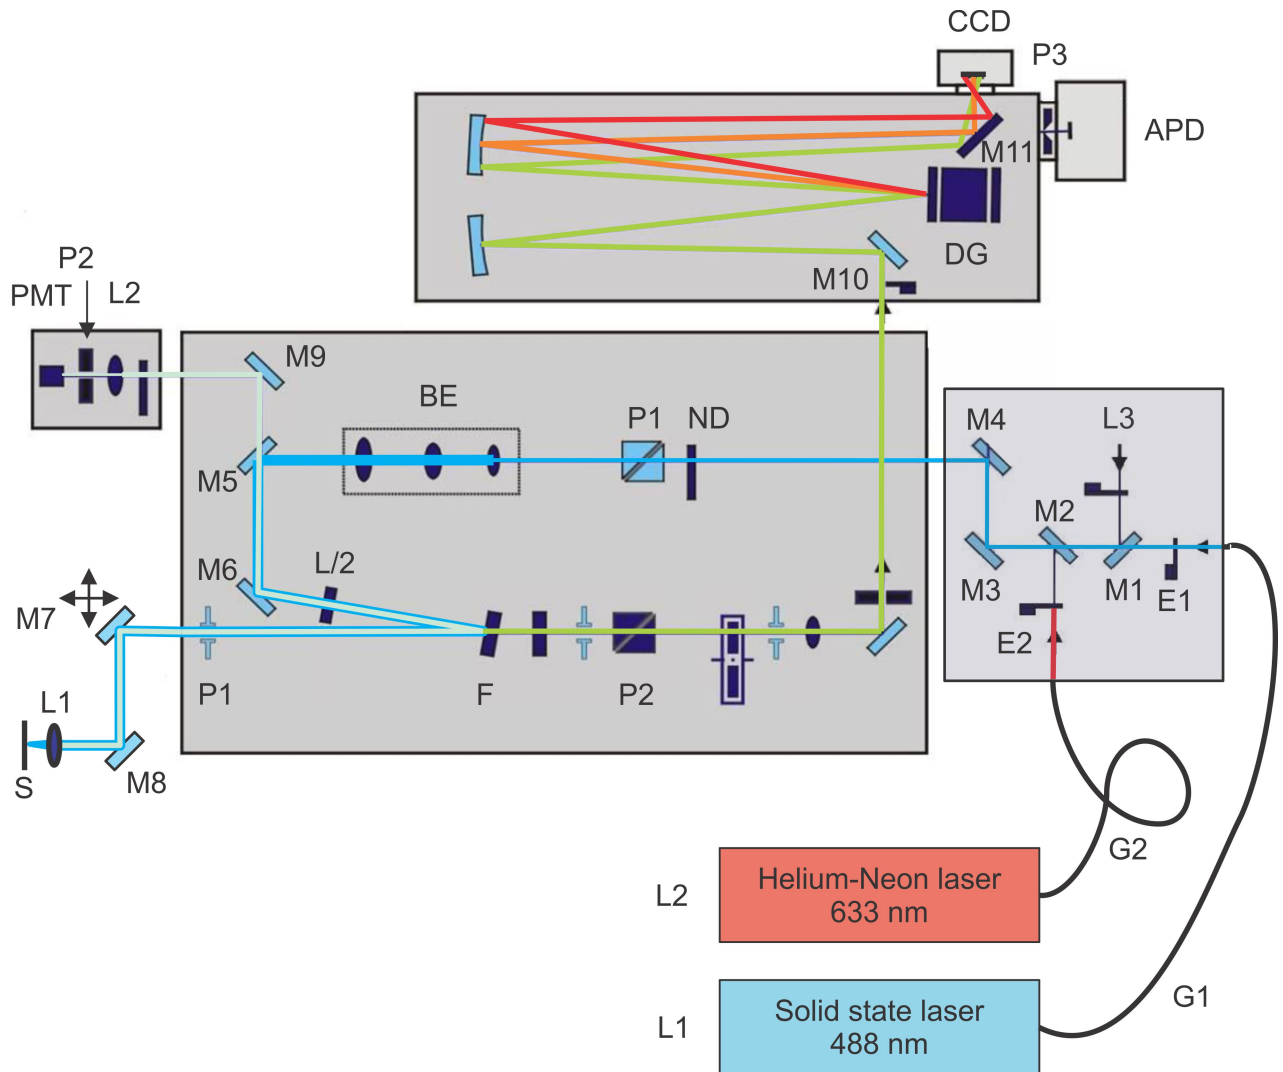 CCD
P3
APD
M11
DG
M10
P2
PMT
L2
M9
BE
P1
ND
M4
L3
M5
M2
M6
L/2
M7
M3
M1
E1
E2
P1
F
P2
L1
S
M8
G2
L2
Helium-Neon laser
633 nm
G1
L1
Solid state laser
488 nm